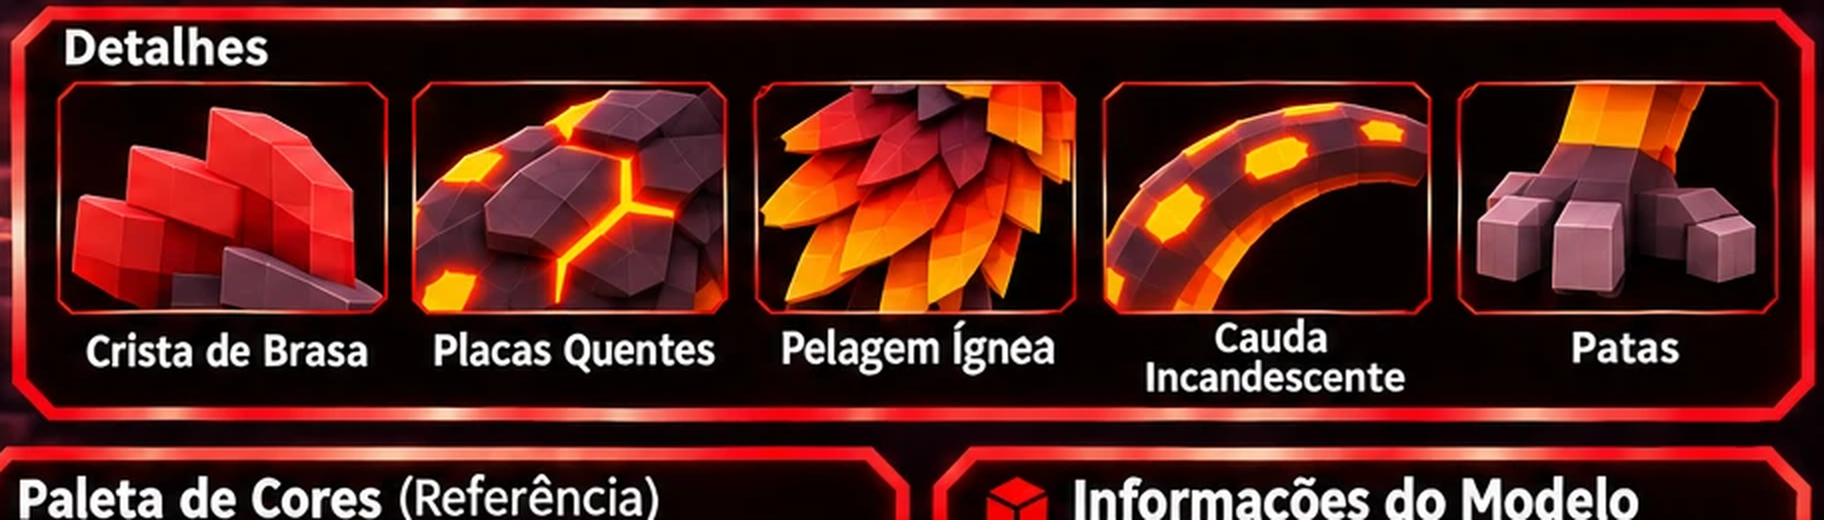 Detalhes
Crista de Brasa
Placas Quentes
Pelagem Ígnea
Cauda
Incandescente
Patas
Paleta de Cores (Referência)
Informações do Modelo